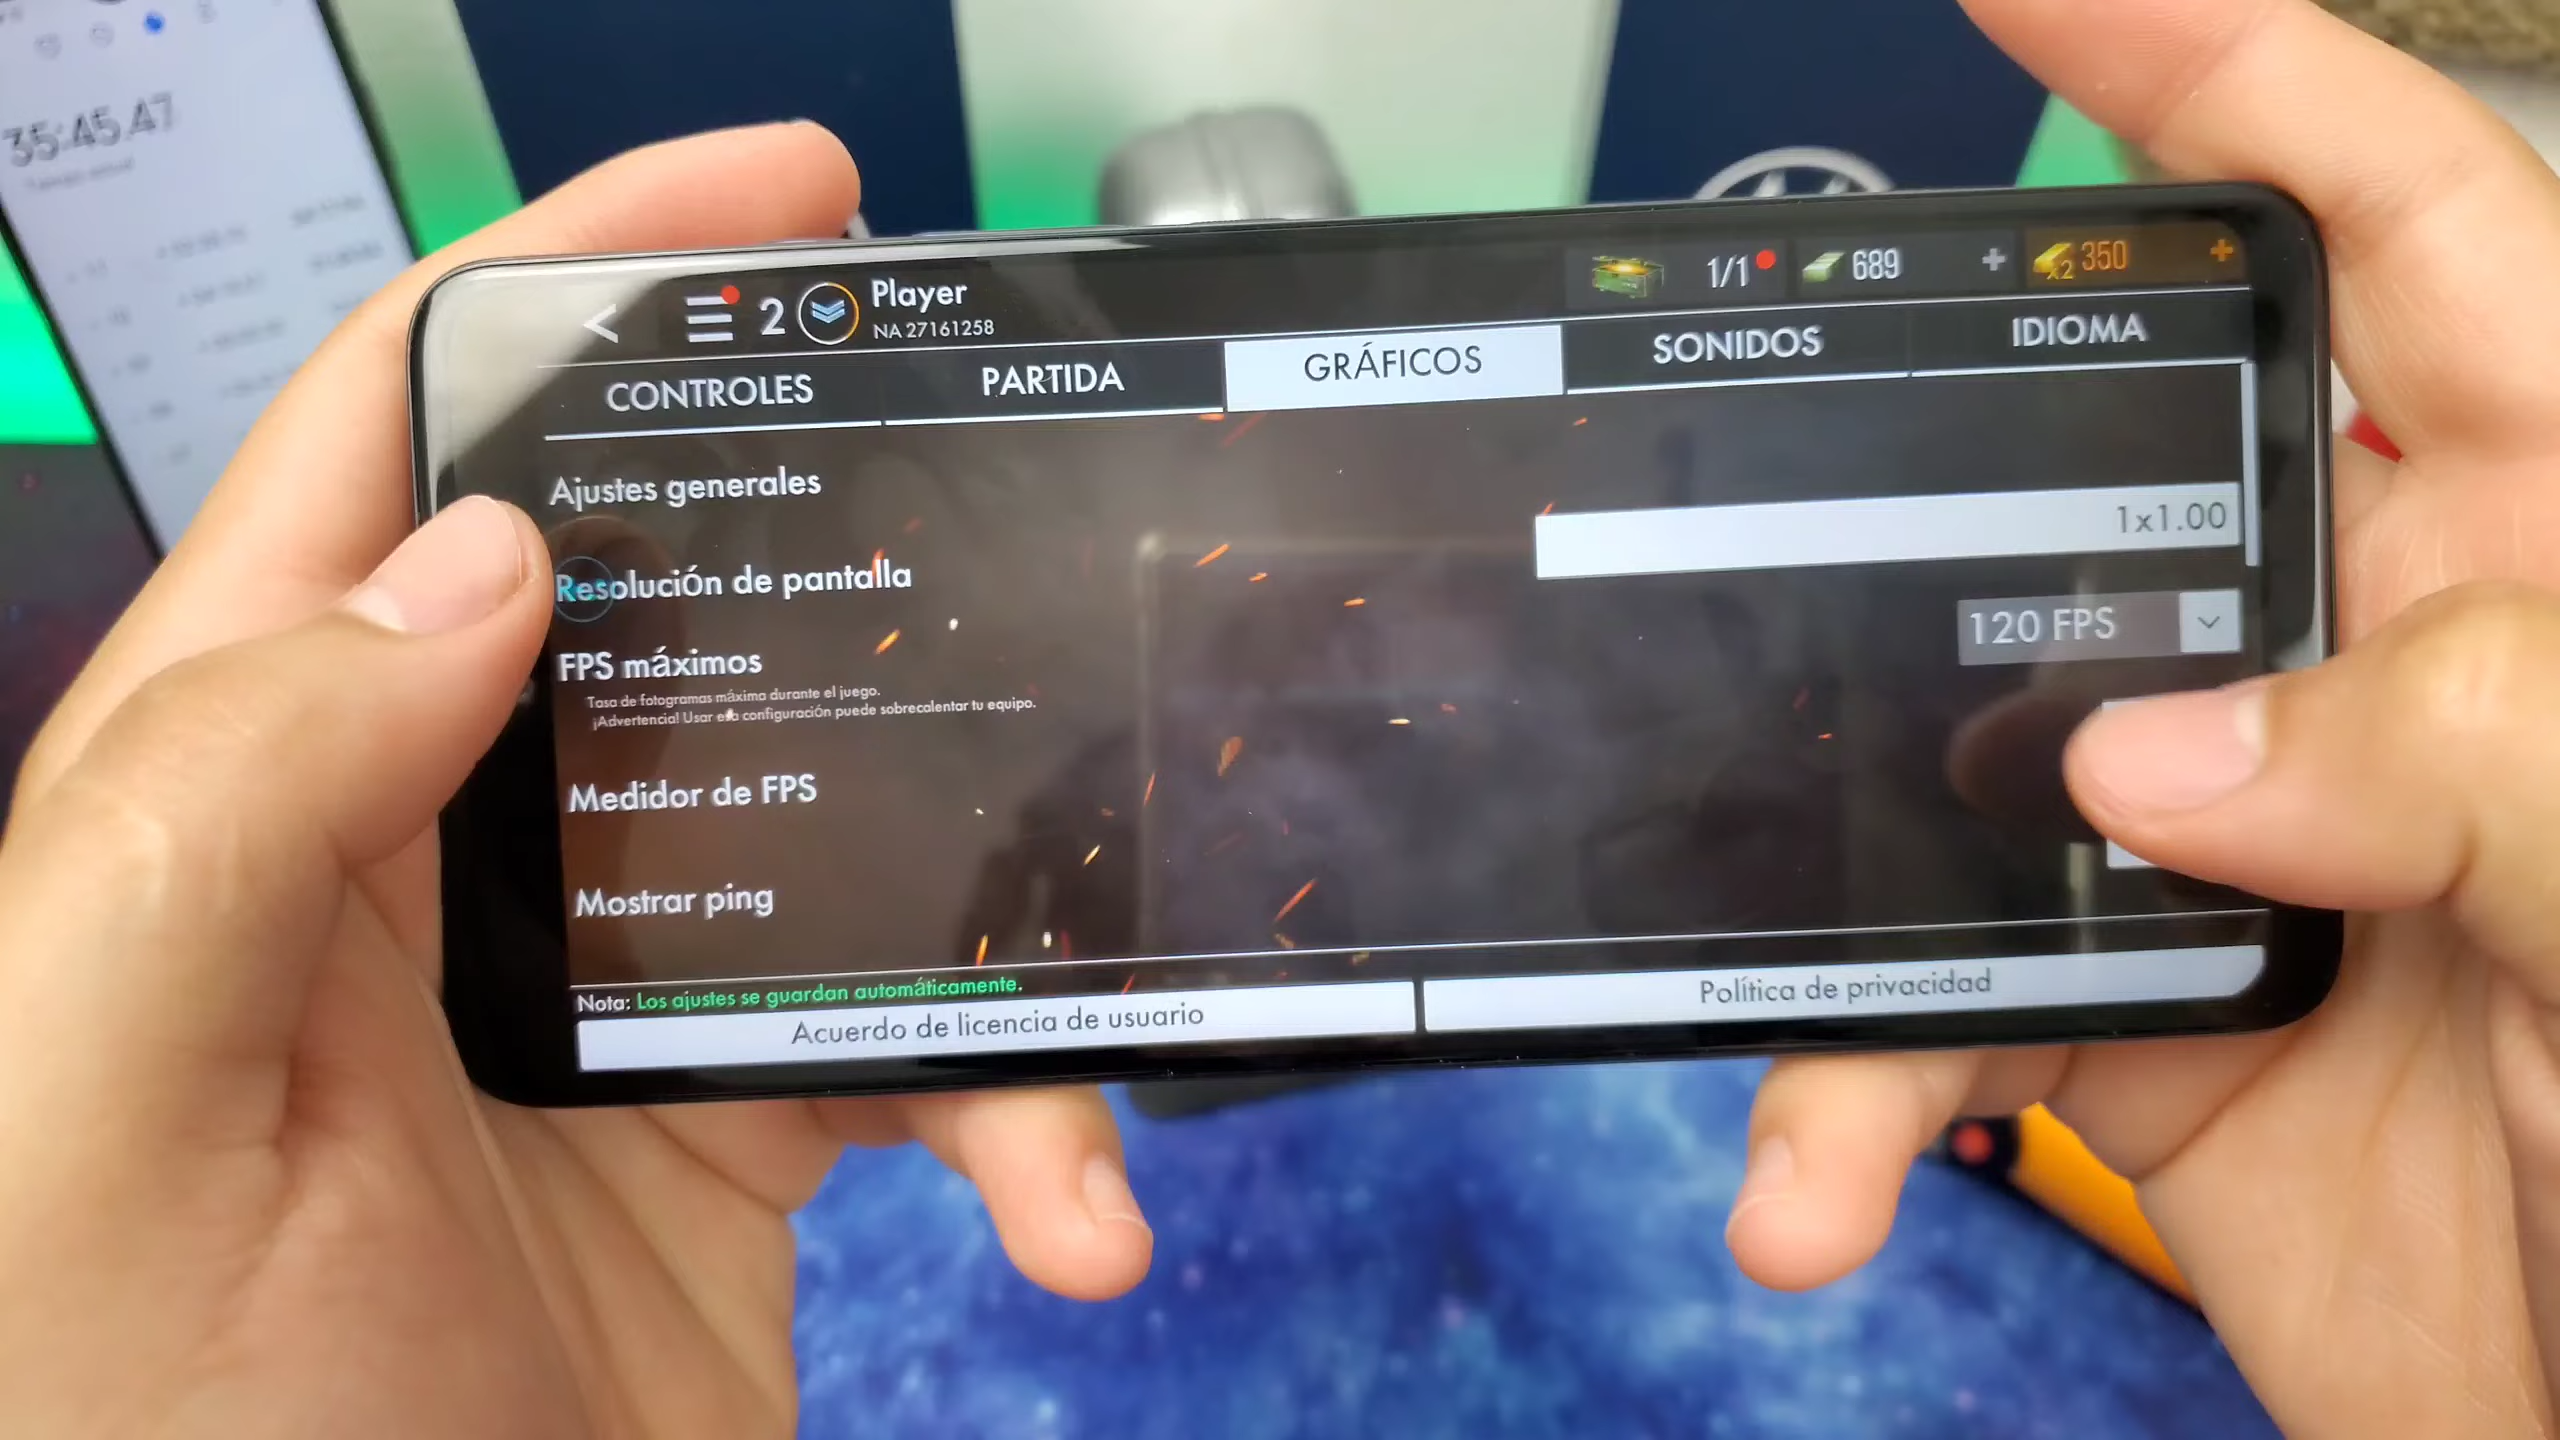 35:45.47
2
Player
NA 27161258
1/1
689
x2 350
CONTROLES
PARTIDA
GRÁFICOS
SONIDOS
IDIOMA
Ajustes generales
Resolución de pantalla
1x1.00
FPS máximos
120 FPS
Tasa de fotogramas máxima durante el juego.
¡Advertencia! Usar esta configuración puede sobrecalentar tu equipo.
Medidor de FPS
Mostrar ping
Nota: Los ajustes se guardan automáticamente.
Acuerdo de licencia de usuario
Política de privacidad